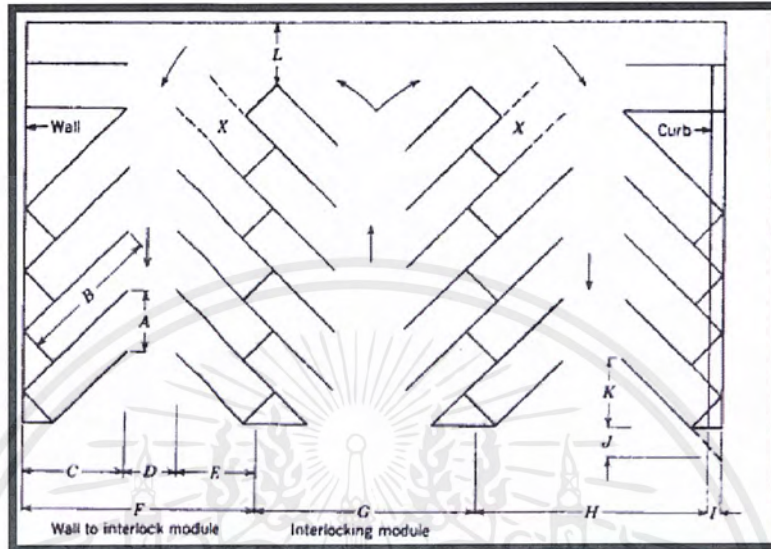 L
X
X
Wall
Curb
B
A
K
J
C
D
E
F
G
H
I
Wall to interlock module
Interlocking module